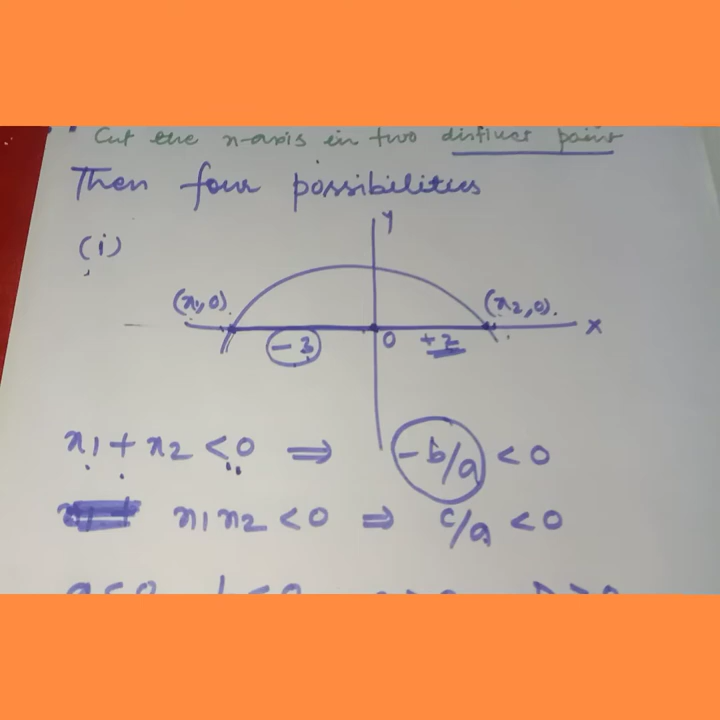 Cut the x-axis in two distinct point
Then four possibilities
(i)
y
(x1,0)
(x2,0).
x
-3
0
+2
x1 + x2 < 0 ⇒ -b/a < 0
x1 x2 < 0 ⇒ c/a < 0